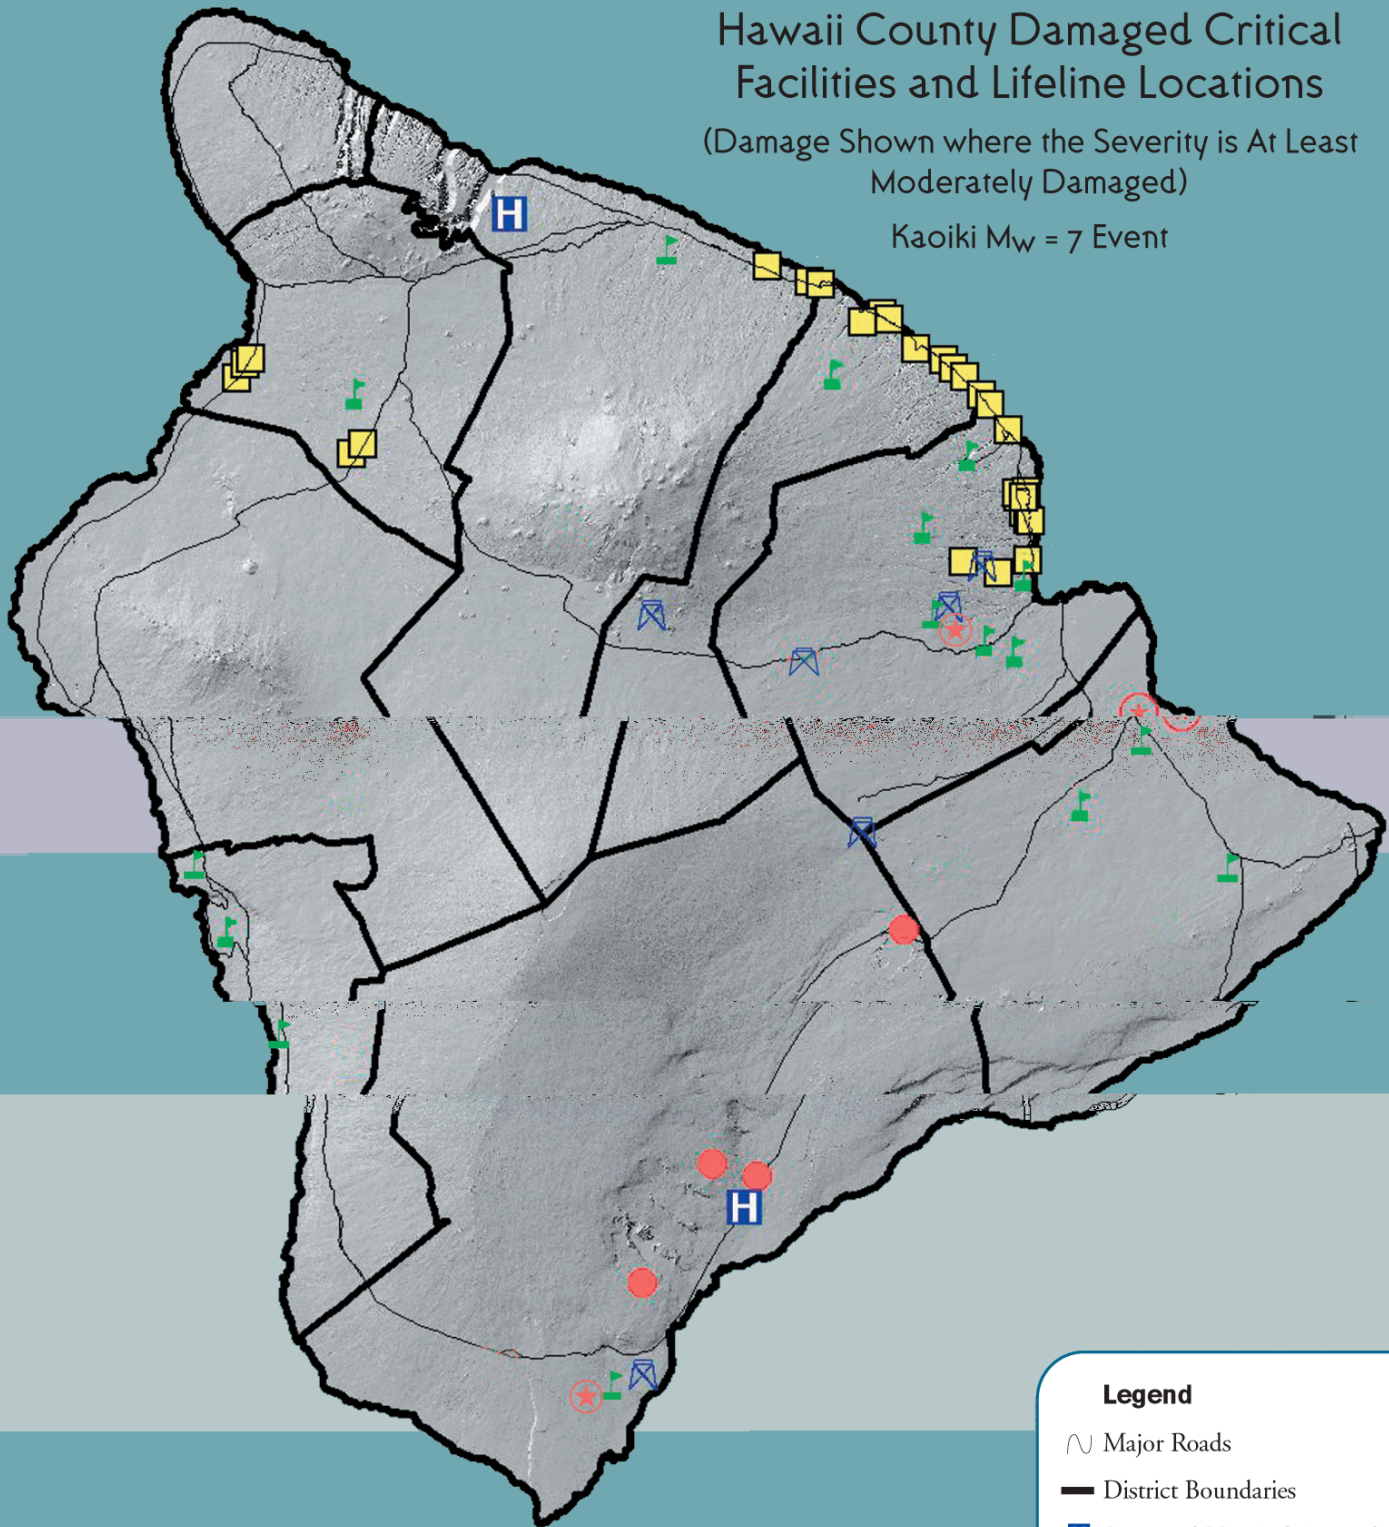 Hawaii County Damaged Critical
Facilities and Lifeline Locations
(Damage Shown where the Severity is At Least
Moderately Damaged)
Kaoiki Mw = 7 Event
H
H
Legend
Major Roads
District Boundaries